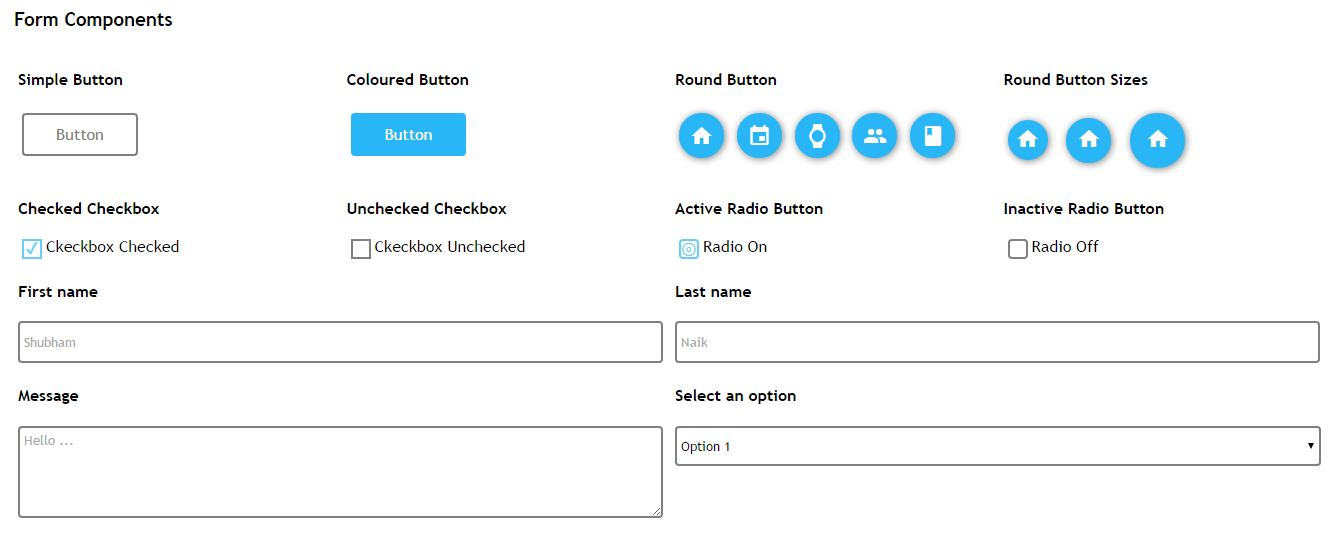 Form Components
Simple Button Coloured Button Round Button Round Button Sizes
Button Button
Checked Checkbox Unchecked Checkbox Active Radio Button Inactive Radio Button
Ckeckbox Checked Ckeckbox Unchecked Radio On Radio Off
First name Last name
Shubham Naik
Message Select an option
Hello ...
Option 1